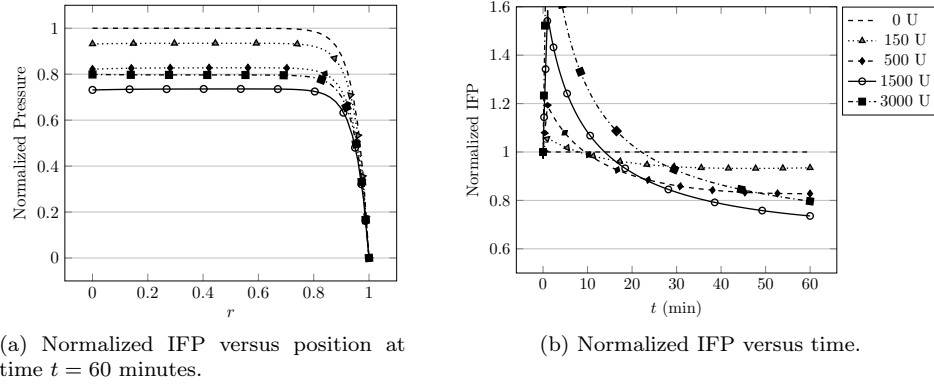 1
0.8
0.6
0.4
0.2
0
Normalized Pressure
0
0.2
0.4
0.6
0.8
1
r
(a) Normalized IFP versus position at
time t = 60 minutes.
1.6
1.4
1.2
1
0.8
0.6
Normalized IFP
0
10
20
30
40
50
60
t (min)
0 U
150 U
500 U
1500 U
3000 U
(b) Normalized IFP versus time.